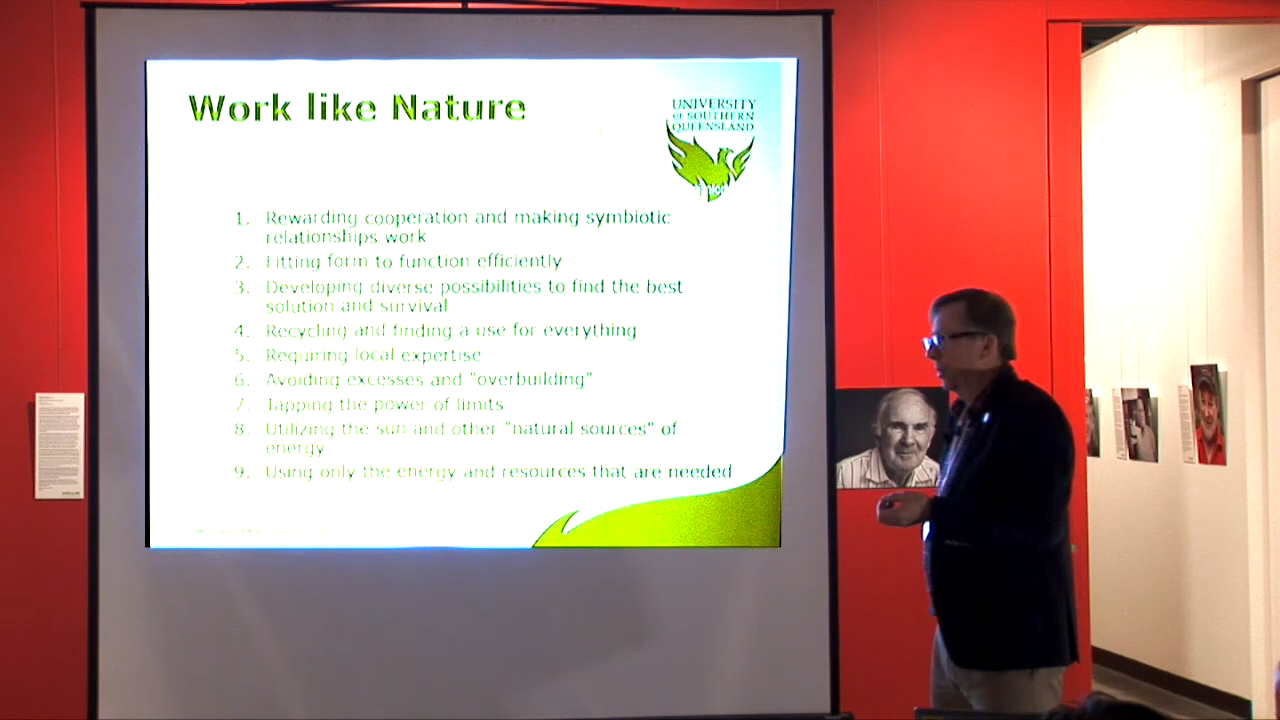 Work like Nature
UNIVERSITY
OF SOUTHERN
QUEENSLAND
1. Rewarding cooperation and making symbiotic
relationships work
2. Fitting form to function efficiently
3. Developing diverse possibilities to find the best
solution and survival
4. Recycling and finding a use for everything
5. Requiring local expertise
6. Avoiding excesses and "overbuilding"
7. Tapping the power of limits
8. Utilizing the sun and other "natural sources" of
energy
9. Using only the energy and resources that are needed